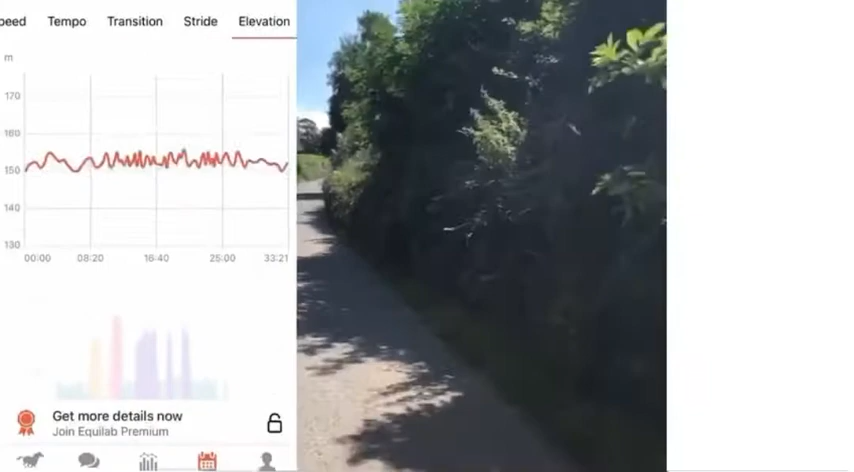 Tempo
Transition
Stride
Elevation
m
170
160
150
140
130
00:00 08:20 16:40 25:00 33:21
Get more details now
Join Equilab Premium